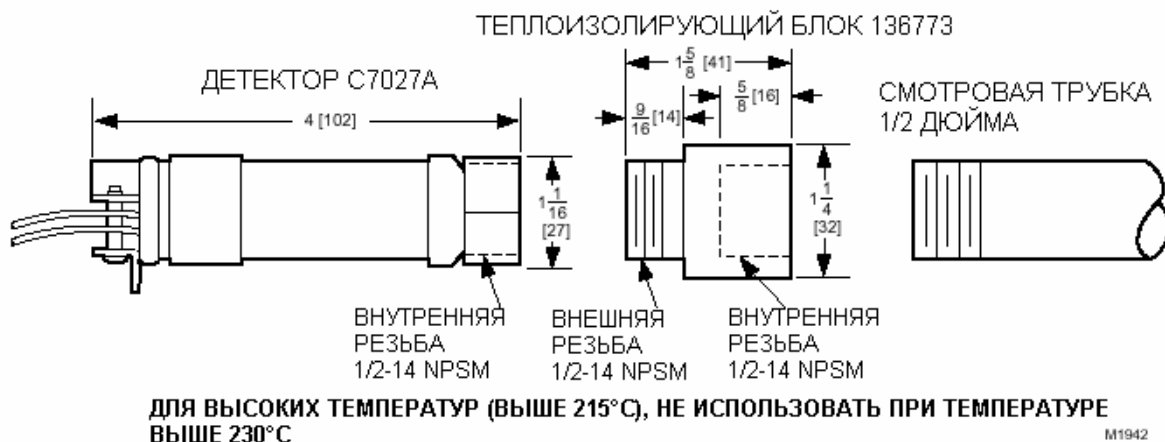 ТЕПЛОИЗОЛИРУЮЩИЙ БЛОК 136773
ДЕТЕКТОР C7027A
СМОТРОВАЯ ТРУБКА
1/2 ДЮЙМА
4 [102]
1 5/8 [41]
9/16 [14]
5/8 [16]
1 1/16 [27]
1 1/4 [32]
ВНУТРЕННЯЯ
РЕЗЬБА
1/2-14 NPSM
ВНЕШНЯЯ
РЕЗЬБА
1/2-14 NPSM
ВНУТРЕННЯЯ
РЕЗЬБА
1/2-14 NPSM
ДЛЯ ВЫСОКИХ ТЕМПЕРАТУР (ВЫШЕ 215°C), НЕ ИСПОЛЬЗОВАТЬ ПРИ ТЕМПЕРАТУРЕ
ВЫШЕ 230°C
M1942